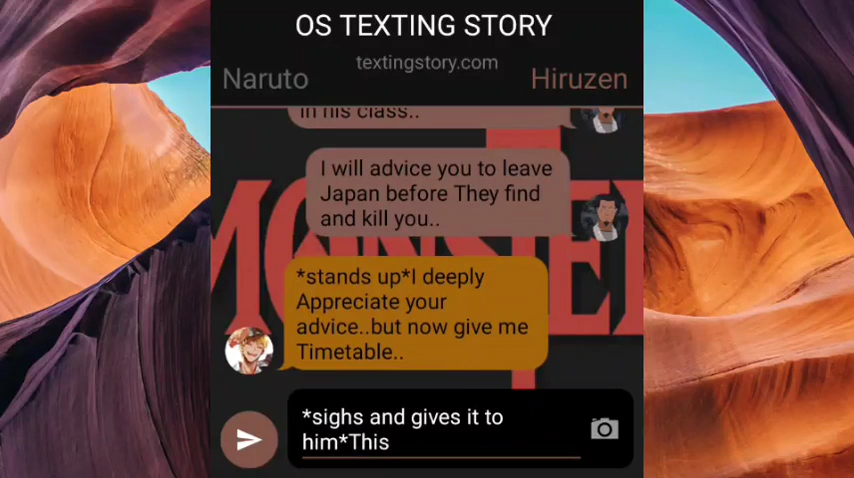 OS TEXTING STORY
textingstory.com
Naruto
Hiruzen
in his class..
I will advice you to leave
Japan before They find
and kill you..
*stands up*I deeply
Appreciate your
advice..but now give me
Timetable..
*sighs and gives it to
him*This
MONSTER